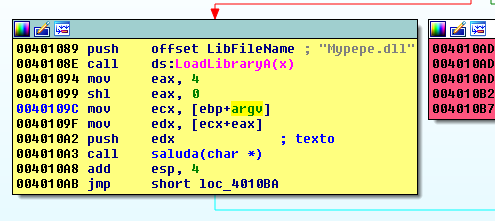 00401089 push    offset LibFileName ; "Mypepe.dll"
0040108E call    ds:LoadLibraryA(x)
00401094 mov     eax, 4
00401099 shl     eax, 0
0040109C mov     ecx, [ebp+argv]
0040109F mov     edx, [ecx+eax]
004010A2 push    edx             ; texto
004010A3 call    saluda(char *)
004010A8 add     esp, 4
004010AB jmp     short loc_4010BA
004010AD
004010AD
004010AD
004010B2
004010B7